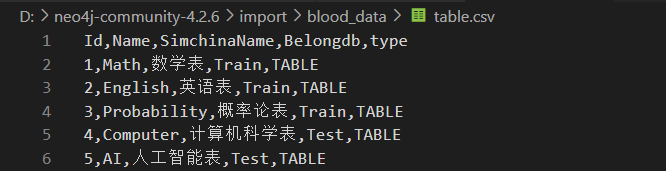 D: > neo4j-community-4.2.6 > import > blood_data > table.csv
1 Id,Name,SimchinaName,Belongdb,type
2 1,Math,数学表,Train,TABLE
3 2,English,英语表,Train,TABLE
4 3,Probability,概率论表,Train,TABLE
5 4,Computer,计算机科学表,Test,TABLE
6 5,AI,人工智能表,Test,TABLE